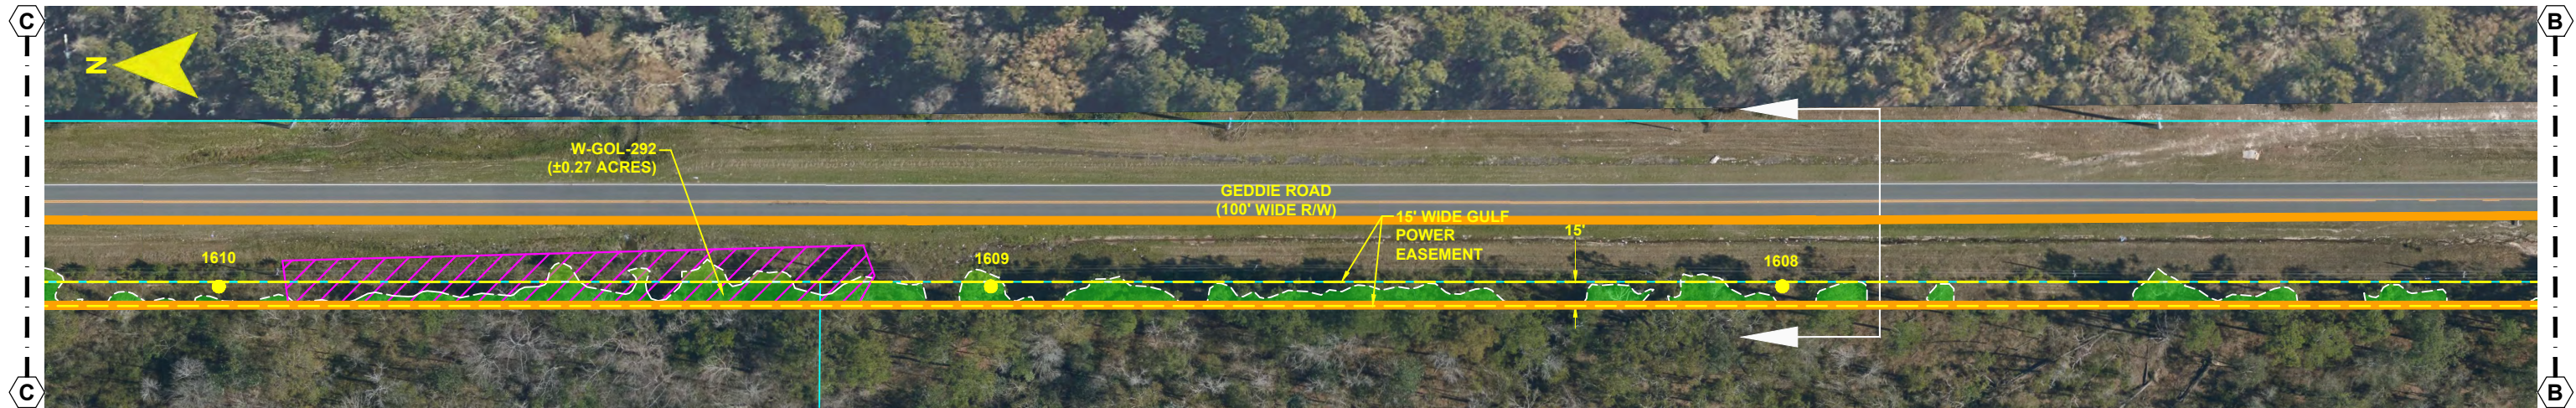 C
B
N
W-GOL-292
(±0.27 ACRES)
GEDDIE ROAD
(100' WIDE R/W)
15' WIDE GULF
POWER
EASEMENT
15'
1610
1609
1608
C
B